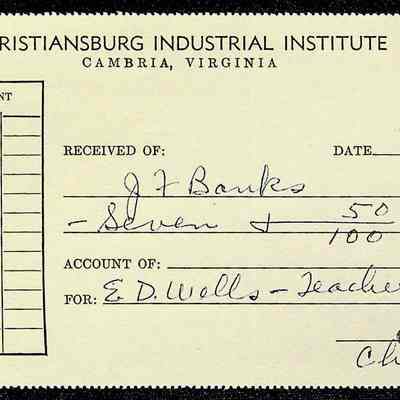 RISTIANSBURG INDUSTRIAL INSTITUTE
CAMBRIA, VIRGINIA
NT
RECEIVED OF: DATE
J F Banks
- Seven + 50/100
ACCOUNT OF:
FOR: E. D. Wells - Teache
Ch